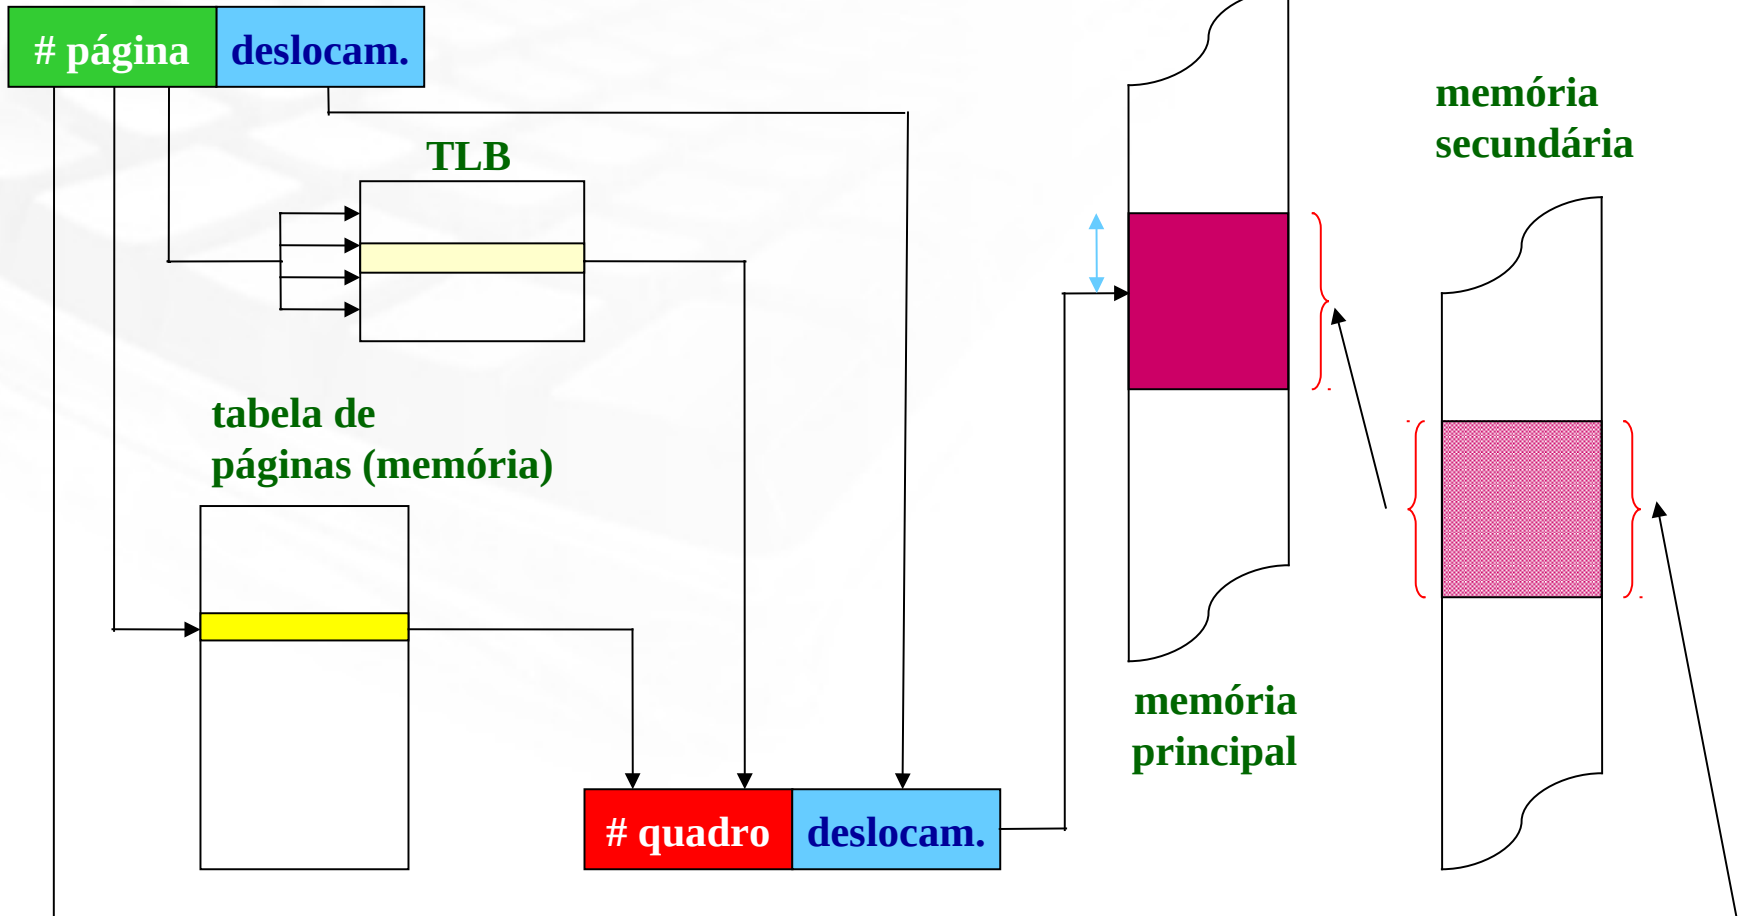 # página
deslocam.
memória
secundária
TLB
tabela de
páginas (memória)
memória
principal
# quadro
deslocam.